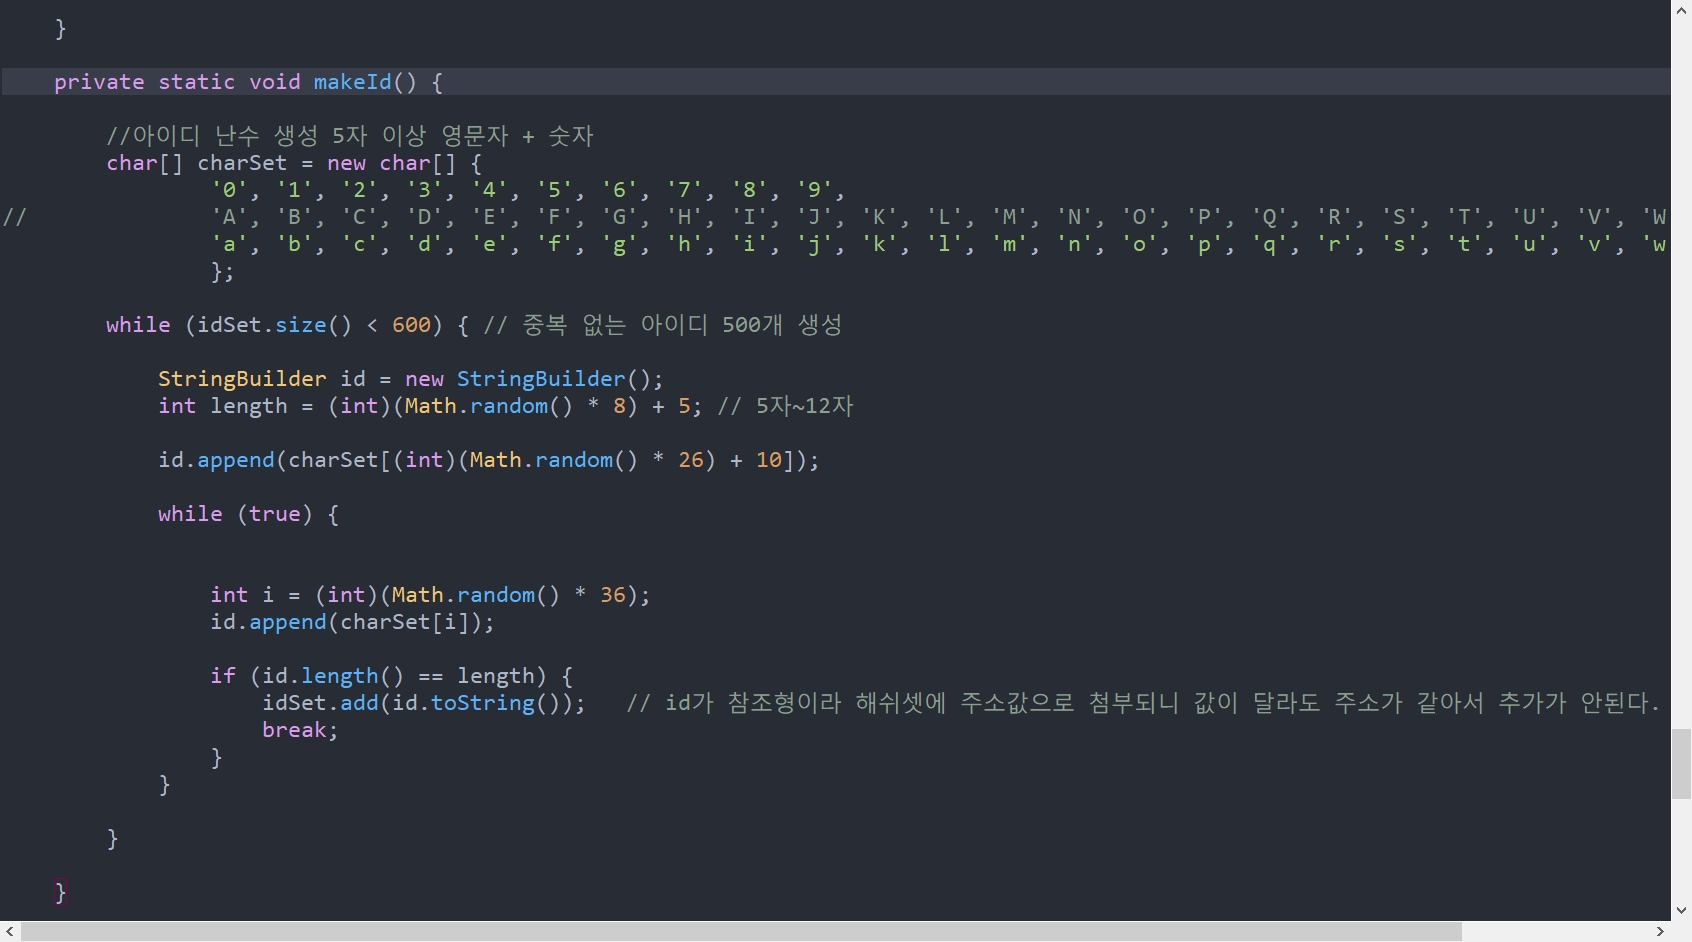 }
private static void makeId() {
//아이디 난수 생성 5자 이상 영문자 + 숫자
char[] charSet = new char[] {
'0', '1', '2', '3', '4', '5', '6', '7', '8', '9',
// 'A', 'B', 'C', 'D', 'E', 'F', 'G', 'H', 'I', 'J', 'K', 'L', 'M', 'N', 'O', 'P', 'Q', 'R', 'S', 'T', 'U', 'V', 'W
'a', 'b', 'c', 'd', 'e', 'f', 'g', 'h', 'i', 'j', 'k', 'l', 'm', 'n', 'o', 'p', 'q', 'r', 's', 't', 'u', 'v', 'w
};
while (idSet.size() < 600) { // 중복 없는 아이디 500개 생성
StringBuilder id = new StringBuilder();
int length = (int)(Math.random() * 8) + 5; // 5자~12자
id.append(charSet[(int)(Math.random() * 26) + 10]);
while (true) {
int i = (int)(Math.random() * 36);
id.append(charSet[i]);
if (id.length() == length) {
idSet.add(id.toString()); // id가 참조형이라 해쉬셋에 주소값으로 첨부되니 값이 달라도 주소가 같아서 추가가 안된다.
break;
}
}
}
}